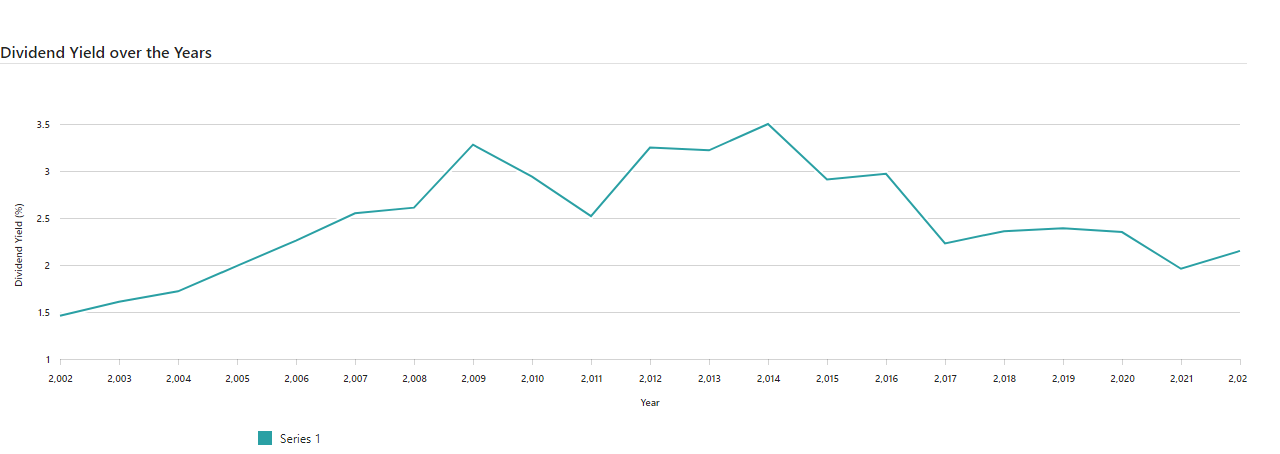 Dividend Yield over the Years
3.5
3
2.5
2
1.5
1
Dividend Yield (%)
2,002 2,003 2,004 2,005 2,006 2,007 2,008 2,009 2,010 2,011 2,012 2,013 2,014 2,015 2,016 2,017 2,018 2,019 2,020 2,021 2,02
Year
Series 1